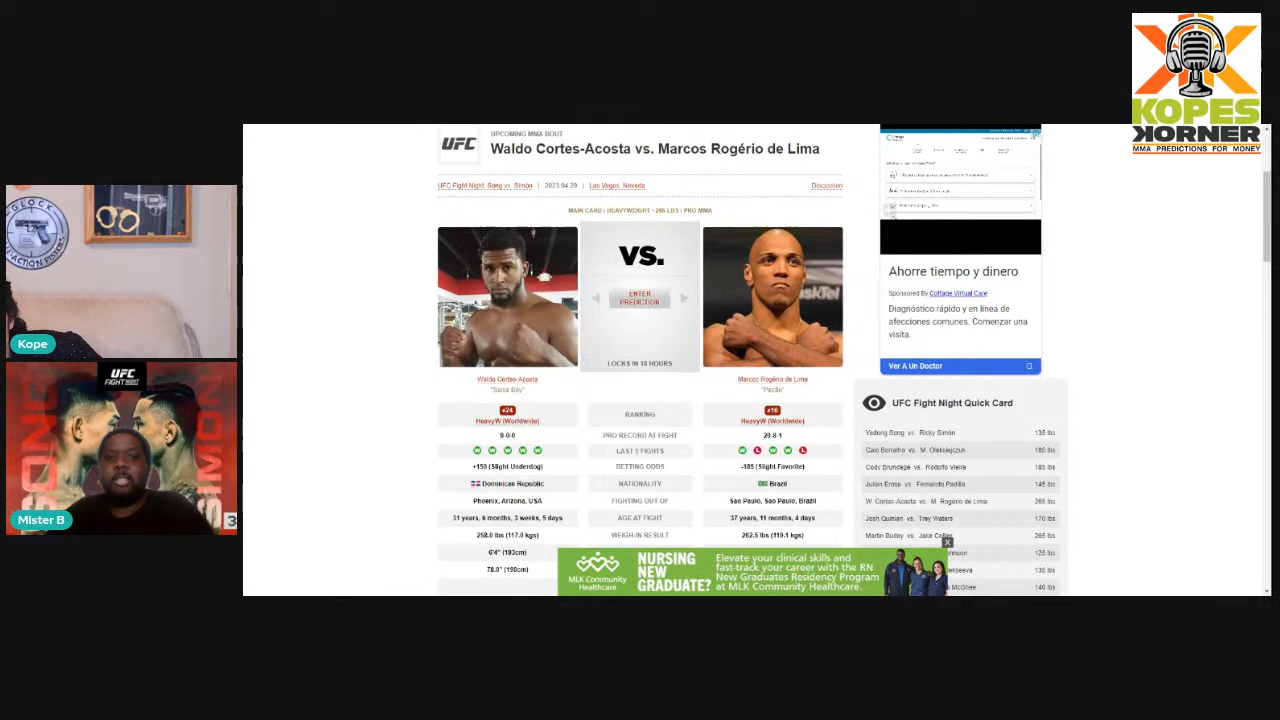 KOPES
KORNER
MMA PREDICTIONS FOR MONEY
UFC
UPCOMING MMA BOUT
Waldo Cortes-Acosta vs. Marcos Rogério de Lima
UFC Fight Night: Song vs. Simón | 2023.04.29 | Las Vegas, Nevada
Discussion
MAIN CARD | HEAVYWEIGHT · 265 LBS | PRO MMA
VS.
ENTER
PREDICTION
LOCKS IN 18 HOURS
Waldo Cortes-Acosta
"Salsa Boy"
Marcos Rogério de Lima
"Pezão"
#24
HeavyW (Worldwide)
RANKING
#16
HeavyW (Worldwide)
9-0-0
PRO RECORD AT FIGHT
20-8-1
W W W W W
LAST 5 FIGHTS
W L W W L
+150 (Slight Underdog)
BETTING ODDS
-185 (Slight Favorite)
Dominican Republic
NATIONALITY
Brazil
Phoenix, Arizona, USA
FIGHTING OUT OF
Sao Paulo, Sao Paulo, Brazil
31 years, 6 months, 3 weeks, 5 days
AGE AT FIGHT
37 years, 11 months, 4 days
258.0 lbs (117.0 kgs)
WEIGH-IN RESULT
262.5 lbs (119.1 kgs)
6'4" (193cm)
78.0" (198cm)
Ahorre tiempo y dinero
Sponsored By Cottage Virtual Care
Diagnóstico rápido y en línea de
afecciones comunes. Comenzar una
visita.
Ver A Un Doctor
UFC Fight Night Quick Card
Yadong Song vs. Ricky Simón 135 lbs
Caio Borralho vs. M. Oleksiejczuk 185 lbs
Cody Brundage vs. Rodolfo Vieira 185 lbs
Julian Erosa vs. Fernando Padilla 145 lbs
W. Cortes-Acosta vs. M. Rogério de Lima 265 lbs
Josh Quinlan vs. Trey Waters 170 lbs
Martin Buday vs. Jake Collier 265 lbs
ohnson 125 lbs
ekseeva 135 lbs
McGhee 140 lbs
X
MLK Community
Healthcare
NURSING
NEW
GRADUATE?
Elevate your clinical skills and
fast-track your career with the RN
New Graduates Residency Program
at MLK Community Healthcare.
GLOCK
Kope
UFC
FIGHT NIGHT
SONG
SIMON
3
Mister B